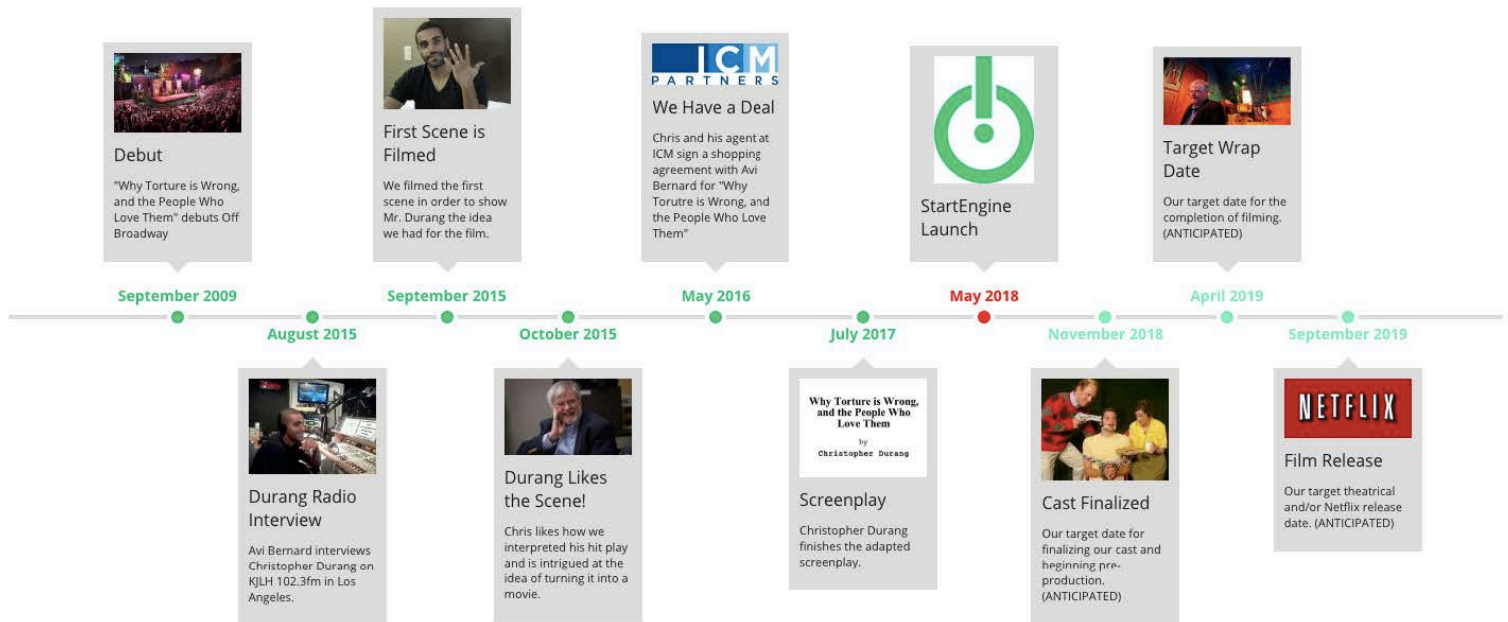 Debut
"Why Torture is Wrong,
and the People Who
Love Them" debuts Off
Broadway
September 2009
August 2015
Durang Radio
Interview
Avi Bernard interviews
Christopher Durang on
KJLH 102.3fm in Los
Angeles.
First Scene is
Filmed
We filmed the first
scene in order to show
Mr. Durang the idea
we had for the film.
September 2015
October 2015
Durang Likes
the Scene!
Chris likes how we
interpreted his hit play
and is intrigued at the
idea of turning it into a
movie.
ICM
PARTNERS
We Have a Deal
Chris and his agent at
ICM sign a shopping
agreement with Avi
Bernard for "Why
Torutre is Wrong, and
the People Who Love
Them"
May 2016
July 2017
Why Torture is Wrong,
and the People Who
Love Them
by
Christopher Durang
Screenplay
Christopher Durang
finishes the adapted
screenplay.
StartEngine
Launch
May 2018
November 2018
Cast Finalized
Our target date for
finalizing our cast and
beginning pre-
production.
(ANTICIPATED)
Target Wrap
Date
Our target date for the
completion of filming.
(ANTICIPATED)
April 2019
September 2019
NETFLIX
Film Release
Our target theatrical
and/or Netflix release
date. (ANTICIPATED)